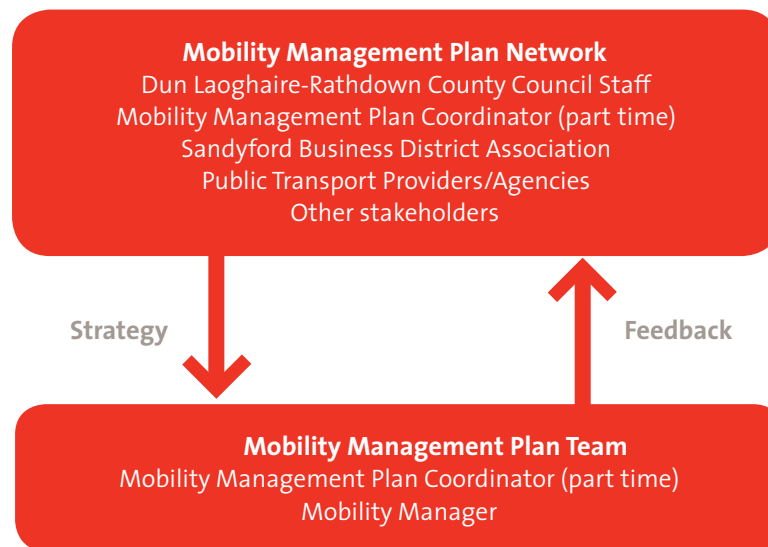 Mobility Management Plan Network
Dun Laoghaire-Rathdown County Council Staff
Mobility Management Plan Coordinator (part time)
Sandyford Business District Association
Public Transport Providers/Agencies
Other stakeholders
Strategy
Feedback
Mobility Management Plan Team
Mobility Management Plan Coordinator (part time)
Mobility Manager